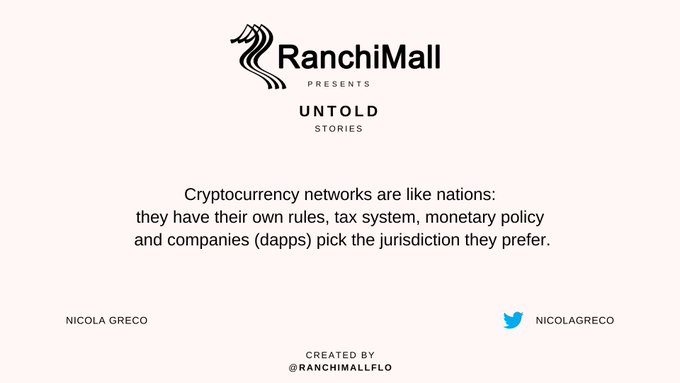 RanchiMall
PRESENTS
UNTOLD
STORIES
Cryptocurrency networks are like nations:
they have their own rules, tax system, monetary policy
and companies (dapps) pick the jurisdiction they prefer.
NICOLA GRECO
NICOLAGRECO
CREATED BY
@RANCHIMALLFLO